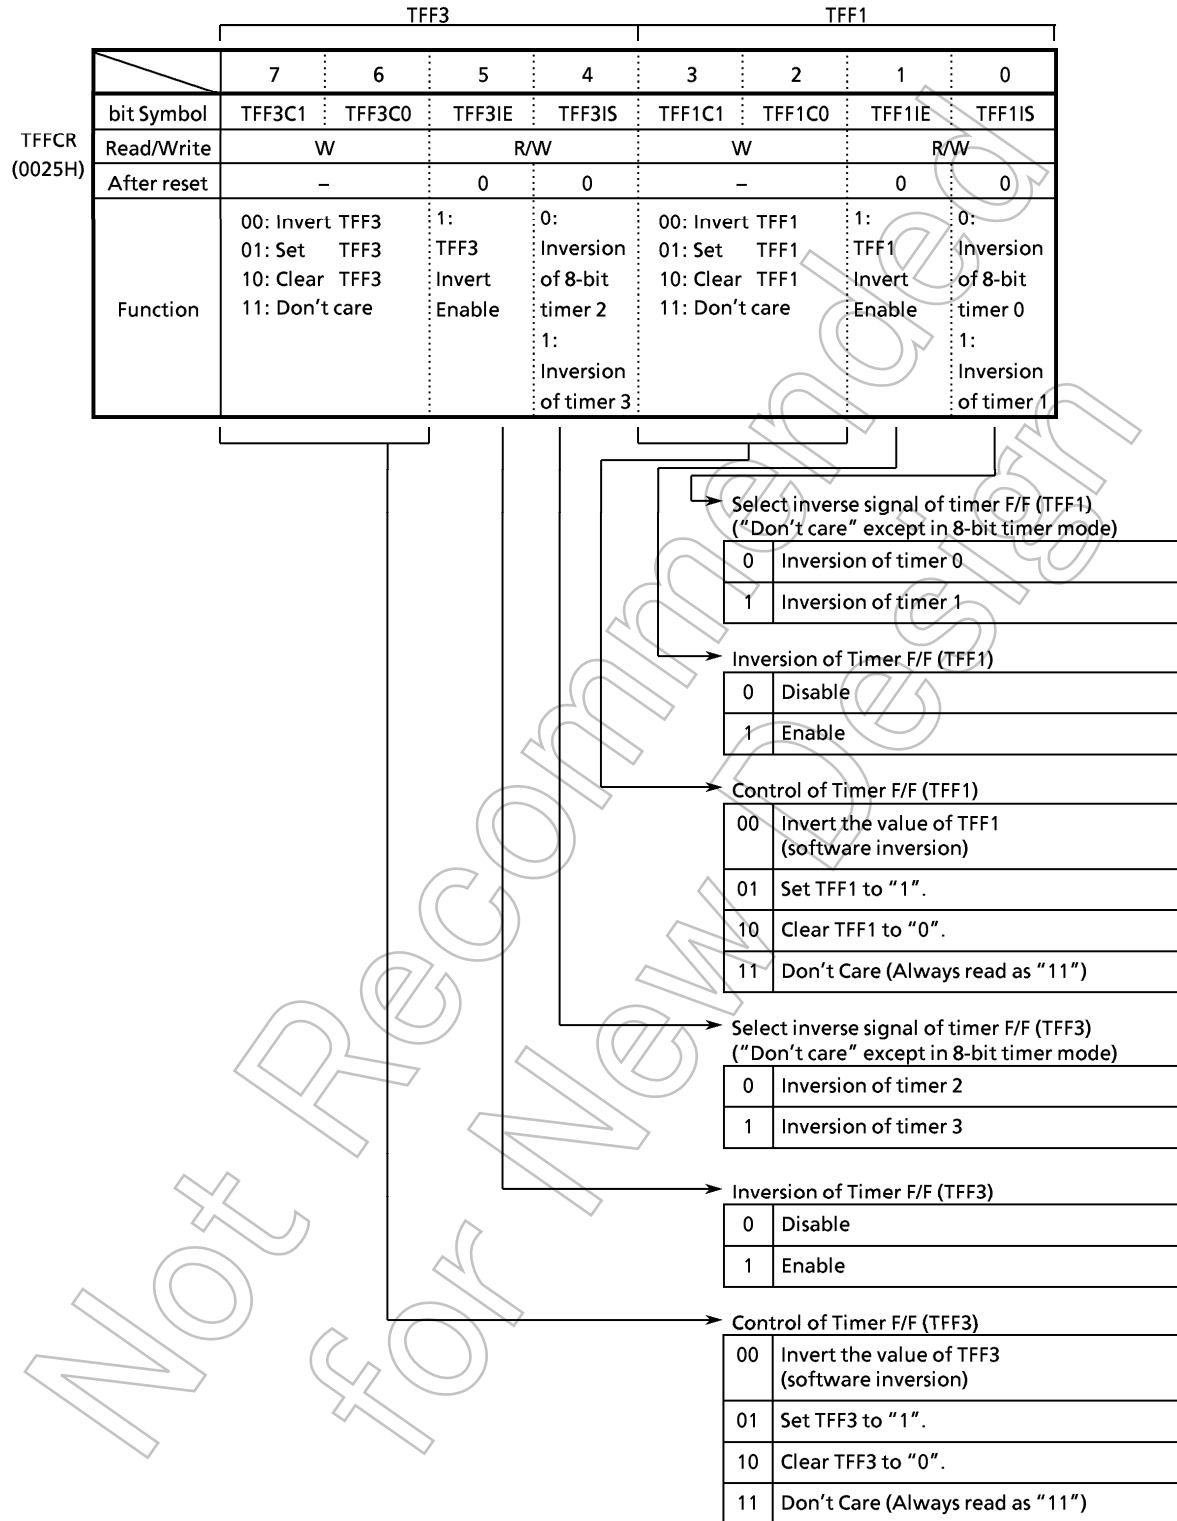 TFF3 TFF1
7 6 5 4 3 2 1 0
bit Symbol TFF3C1 TFF3C0 TFF3IE TFF3IS TFF1C1 TFF1C0 TFF1IE TFF1IS
TFFCR
(0025H)
Read/Write W R/W W R/W
After reset – 0 0 – 0 0
Function
00: Invert TFF3
01: Set TFF3
10: Clear TFF3
11: Don't care
1:
TFF3
Invert
Enable
0:
Inversion
of 8-bit
timer 2
1:
Inversion
of timer 3
00: Invert TFF1
01: Set TFF1
10: Clear TFF1
11: Don't care
1:
TFF1
Invert
Enable
0:
Inversion
of 8-bit
timer 0
1:
Inversion
of timer 1
Select inverse signal of timer F/F (TFF1)
("Don't care" except in 8-bit timer mode)
0 Inversion of timer 0
1 Inversion of timer 1
Inversion of Timer F/F (TFF1)
0 Disable
1 Enable
Control of Timer F/F (TFF1)
00 Invert the value of TFF1
(software inversion)
01 Set TFF1 to "1".
10 Clear TFF1 to "0".
11 Don't Care (Always read as "11")
Select inverse signal of timer F/F (TFF3)
("Don't care" except in 8-bit timer mode)
0 Inversion of timer 2
1 Inversion of timer 3
Inversion of Timer F/F (TFF3)
0 Disable
1 Enable
Control of Timer F/F (TFF3)
00 Invert the value of TFF3
(software inversion)
01 Set TFF3 to "1".
10 Clear TFF3 to "0".
11 Don't Care (Always read as "11")
Not Recommended
for New Design